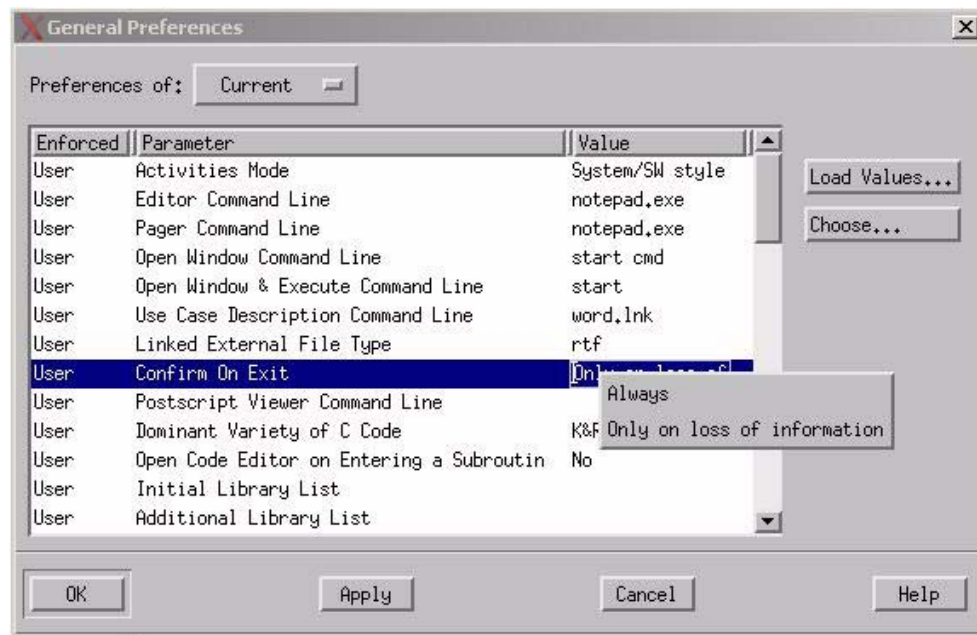 General Preferences
Preferences of: Current
Enforced Parameter Value
User Activities Mode System/SW style
User Editor Command Line notepad.exe
User Pager Command Line notepad.exe
User Open Window Command Line start cmd
User Open Window & Execute Command Line start
User Use Case Description Command Line word.lnk
User Linked External File Type rtf
User Confirm On Exit Only on loss of
User Postscript Viewer Command Line
User Dominant Variety of C Code K&R
User Open Code Editor on Entering a Subroutin No
User Initial Library List
User Additional Library List
Always
Only on loss of information
Load Values...
Choose...
OK Apply Cancel Help